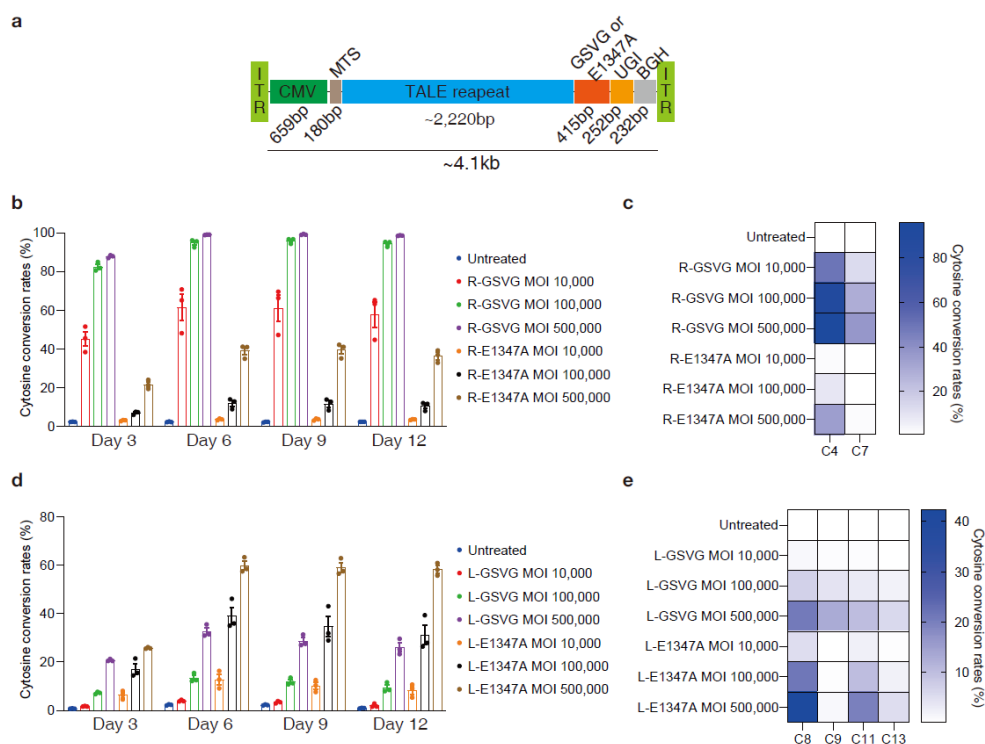 a
ITR
CMV
MTS
TALE reapeat
GSVG or
E1347A
UGI
BGH
ITR
659bp
180bp
~2,220bp
415bp
252bp
232bp
~4.1kb
b
Cytosine conversion rates (%)
100
80
60
40
20
0
Day 3 Day 6 Day 9 Day 12
Untreated
R-GSVG MOI 10,000
R-GSVG MOI 100,000
R-GSVG MOI 500,000
R-E1347A MOI 10,000
R-E1347A MOI 100,000
R-E1347A MOI 500,000
c
Untreated
R-GSVG MOI 10,000
R-GSVG MOI 100,000
R-GSVG MOI 500,000
R-E1347A MOI 10,000
R-E1347A MOI 100,000
R-E1347A MOI 500,000
C4 C7
80
60
40
20
Cytosine conversion rates (%)
d
Cytosine conversion rates (%)
80
60
40
20
0
Day 3 Day 6 Day 9 Day 12
Untreated
L-GSVG MOI 10,000
L-GSVG MOI 100,000
L-GSVG MOI 500,000
L-E1347A MOI 10,000
L-E1347A MOI 100,000
L-E1347A MOI 500,000
e
Untreated
L-GSVG MOI 10,000
L-GSVG MOI 100,000
L-GSVG MOI 500,000
L-E1347A MOI 10,000
L-E1347A MOI 100,000
L-E1347A MOI 500,000
C8 C9 C11 C13
40
30
20
10
Cytosine conversion rates (%)